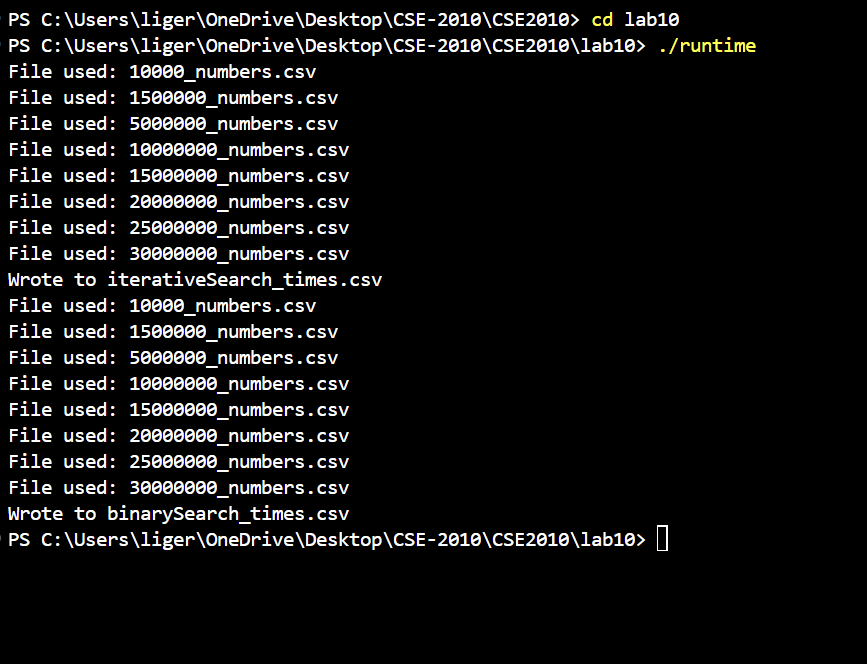 PS C:\Users\liger\OneDrive\Desktop\CSE-2010\CSE2010> cd lab10
PS C:\Users\liger\OneDrive\Desktop\CSE-2010\CSE2010\lab10> ./runtime
File used: 10000_numbers.csv
File used: 1500000_numbers.csv
File used: 5000000_numbers.csv
File used: 10000000_numbers.csv
File used: 15000000_numbers.csv
File used: 20000000_numbers.csv
File used: 25000000_numbers.csv
File used: 30000000_numbers.csv
Wrote to iterativeSearch_times.csv
File used: 10000_numbers.csv
File used: 1500000_numbers.csv
File used: 5000000_numbers.csv
File used: 10000000_numbers.csv
File used: 15000000_numbers.csv
File used: 20000000_numbers.csv
File used: 25000000_numbers.csv
File used: 30000000_numbers.csv
Wrote to binarySearch_times.csv
PS C:\Users\liger\OneDrive\Desktop\CSE-2010\CSE2010\lab10>